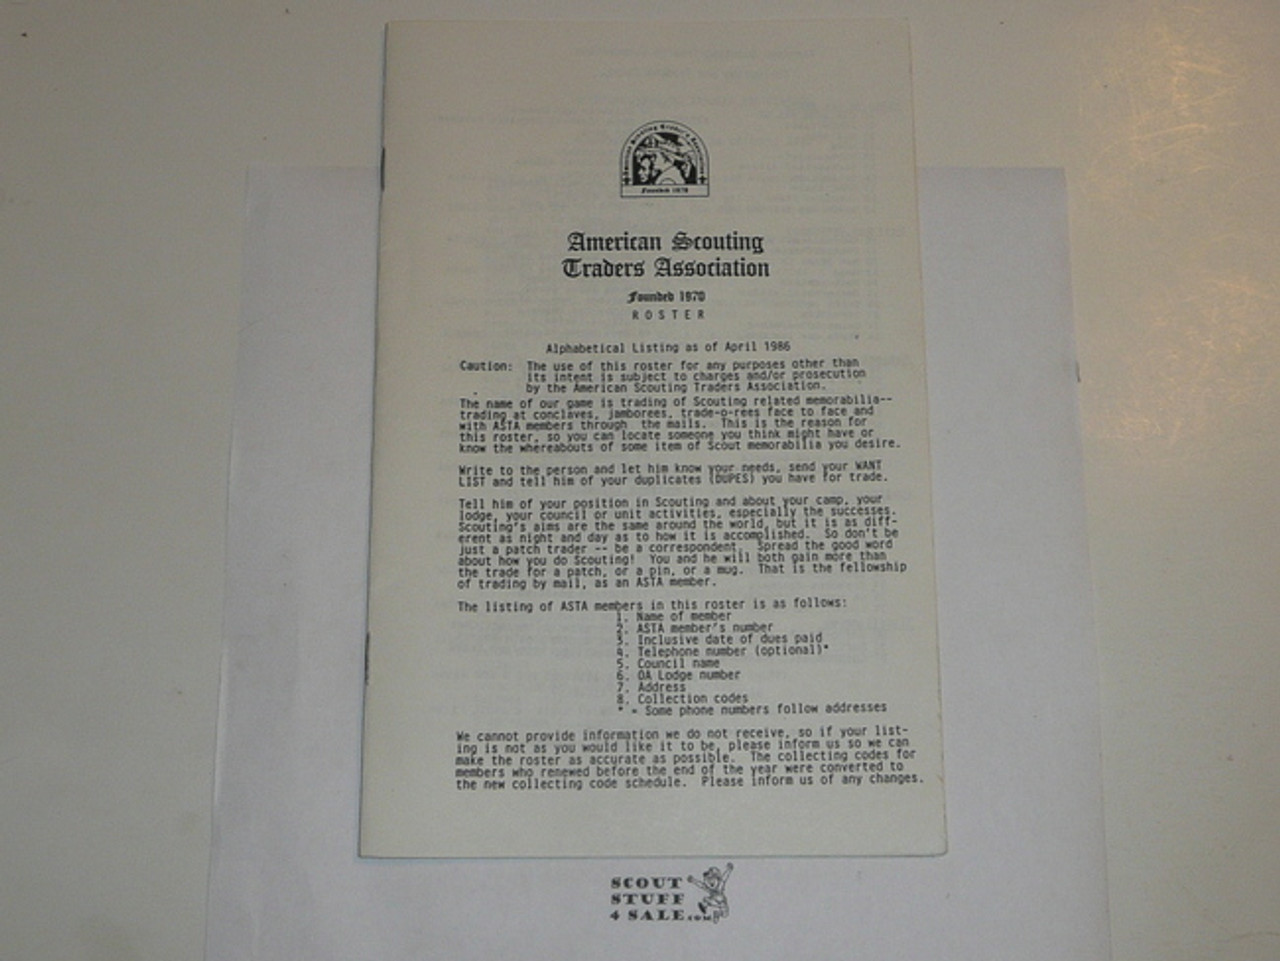 American Scouting Trader's Association
Founded 1970
American Scouting
Traders Association
Founded 1970
ROSTER
Alphabetical Listing as of April 1986
Caution: The use of this roster for any purposes other than
its intent is subject to charges and/or prosecution
by the American Scouting Traders Association.
The name of our game is trading of Scouting related memorabilia--
trading at conclaves, jamborees, trade-o-rees face to face and
with ASTA members through the mails. This is the reason for
this roster, so you can locate someone you think might have or
know the whereabouts of some item of Scout memorabilia you desire.
Write to the person and let him know your needs, send your WANT
LIST and tell him of your duplicates (DUPES) you have for trade.
Tell him of your position in Scouting and about your camp, your
lodge, your council or unit activities, especially the successes.
Scouting's aims are the same around the world, but it is as diff-
erent as night and day as to how it is accomplished. So don't be
just a patch trader -- be a correspondent. Spread the good word
about how you do Scouting! You and he will both gain more than
the trade for a patch, or a pin, or a mug. That is the fellowship
of trading by mail, as an ASTA member.
The listing of ASTA members in this roster is as follows:
1. Name of member
2. ASTA member's number
3. Inclusive date of dues paid
4. Telephone number (optional)*
5. Council name
6. OA Lodge number
7. Address
8. Collection codes
* = Some phone numbers follow addresses
We cannot provide information we do not receive, so if your list-
ing is not as you would like it to be, please inform us so we can
make the roster as accurate as possible. The collecting codes for
members who renewed before the end of the year were converted to
the new collecting code schedule. Please inform us of any changes.
SCOUT
STUFF
4 SALE.COM